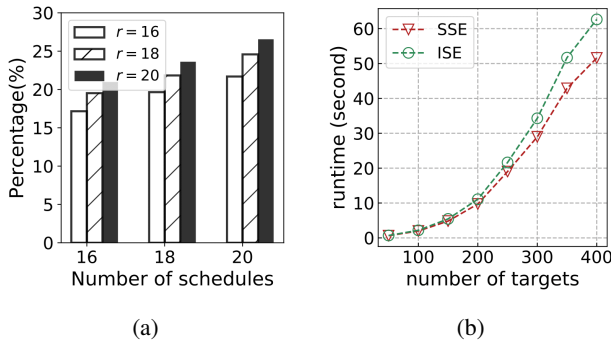 30
25
20
15
10
5
0
Percentage(%)
r = 16
r = 18
r = 20
16 18 20
Number of schedules
(a)
60
50
40
30
20
10
0
runtime (second)
SSE
ISE
100 200 300 400
number of targets
(b)